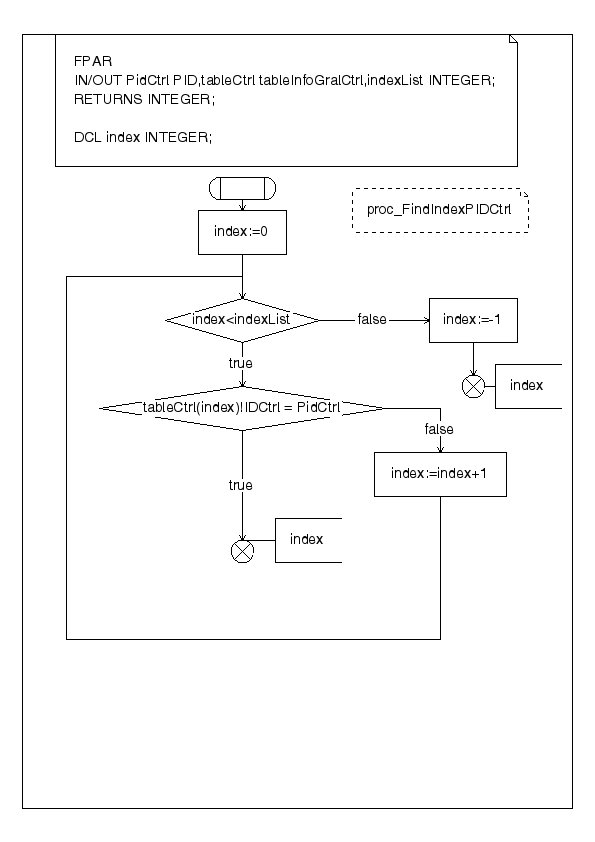 FPAR
IN/OUT PidCtrl PID,tableCtrl tableInfoGralCtrl,indexList INTEGER;
RETURNS INTEGER;
DCL index INTEGER;
proc_FindIndexPIDCtrl
index:=0
index<indexList
false
index:=-1
true
index
tableCtrl(index)!IDCtrl = PidCtrl
false
index:=index+1
true
index